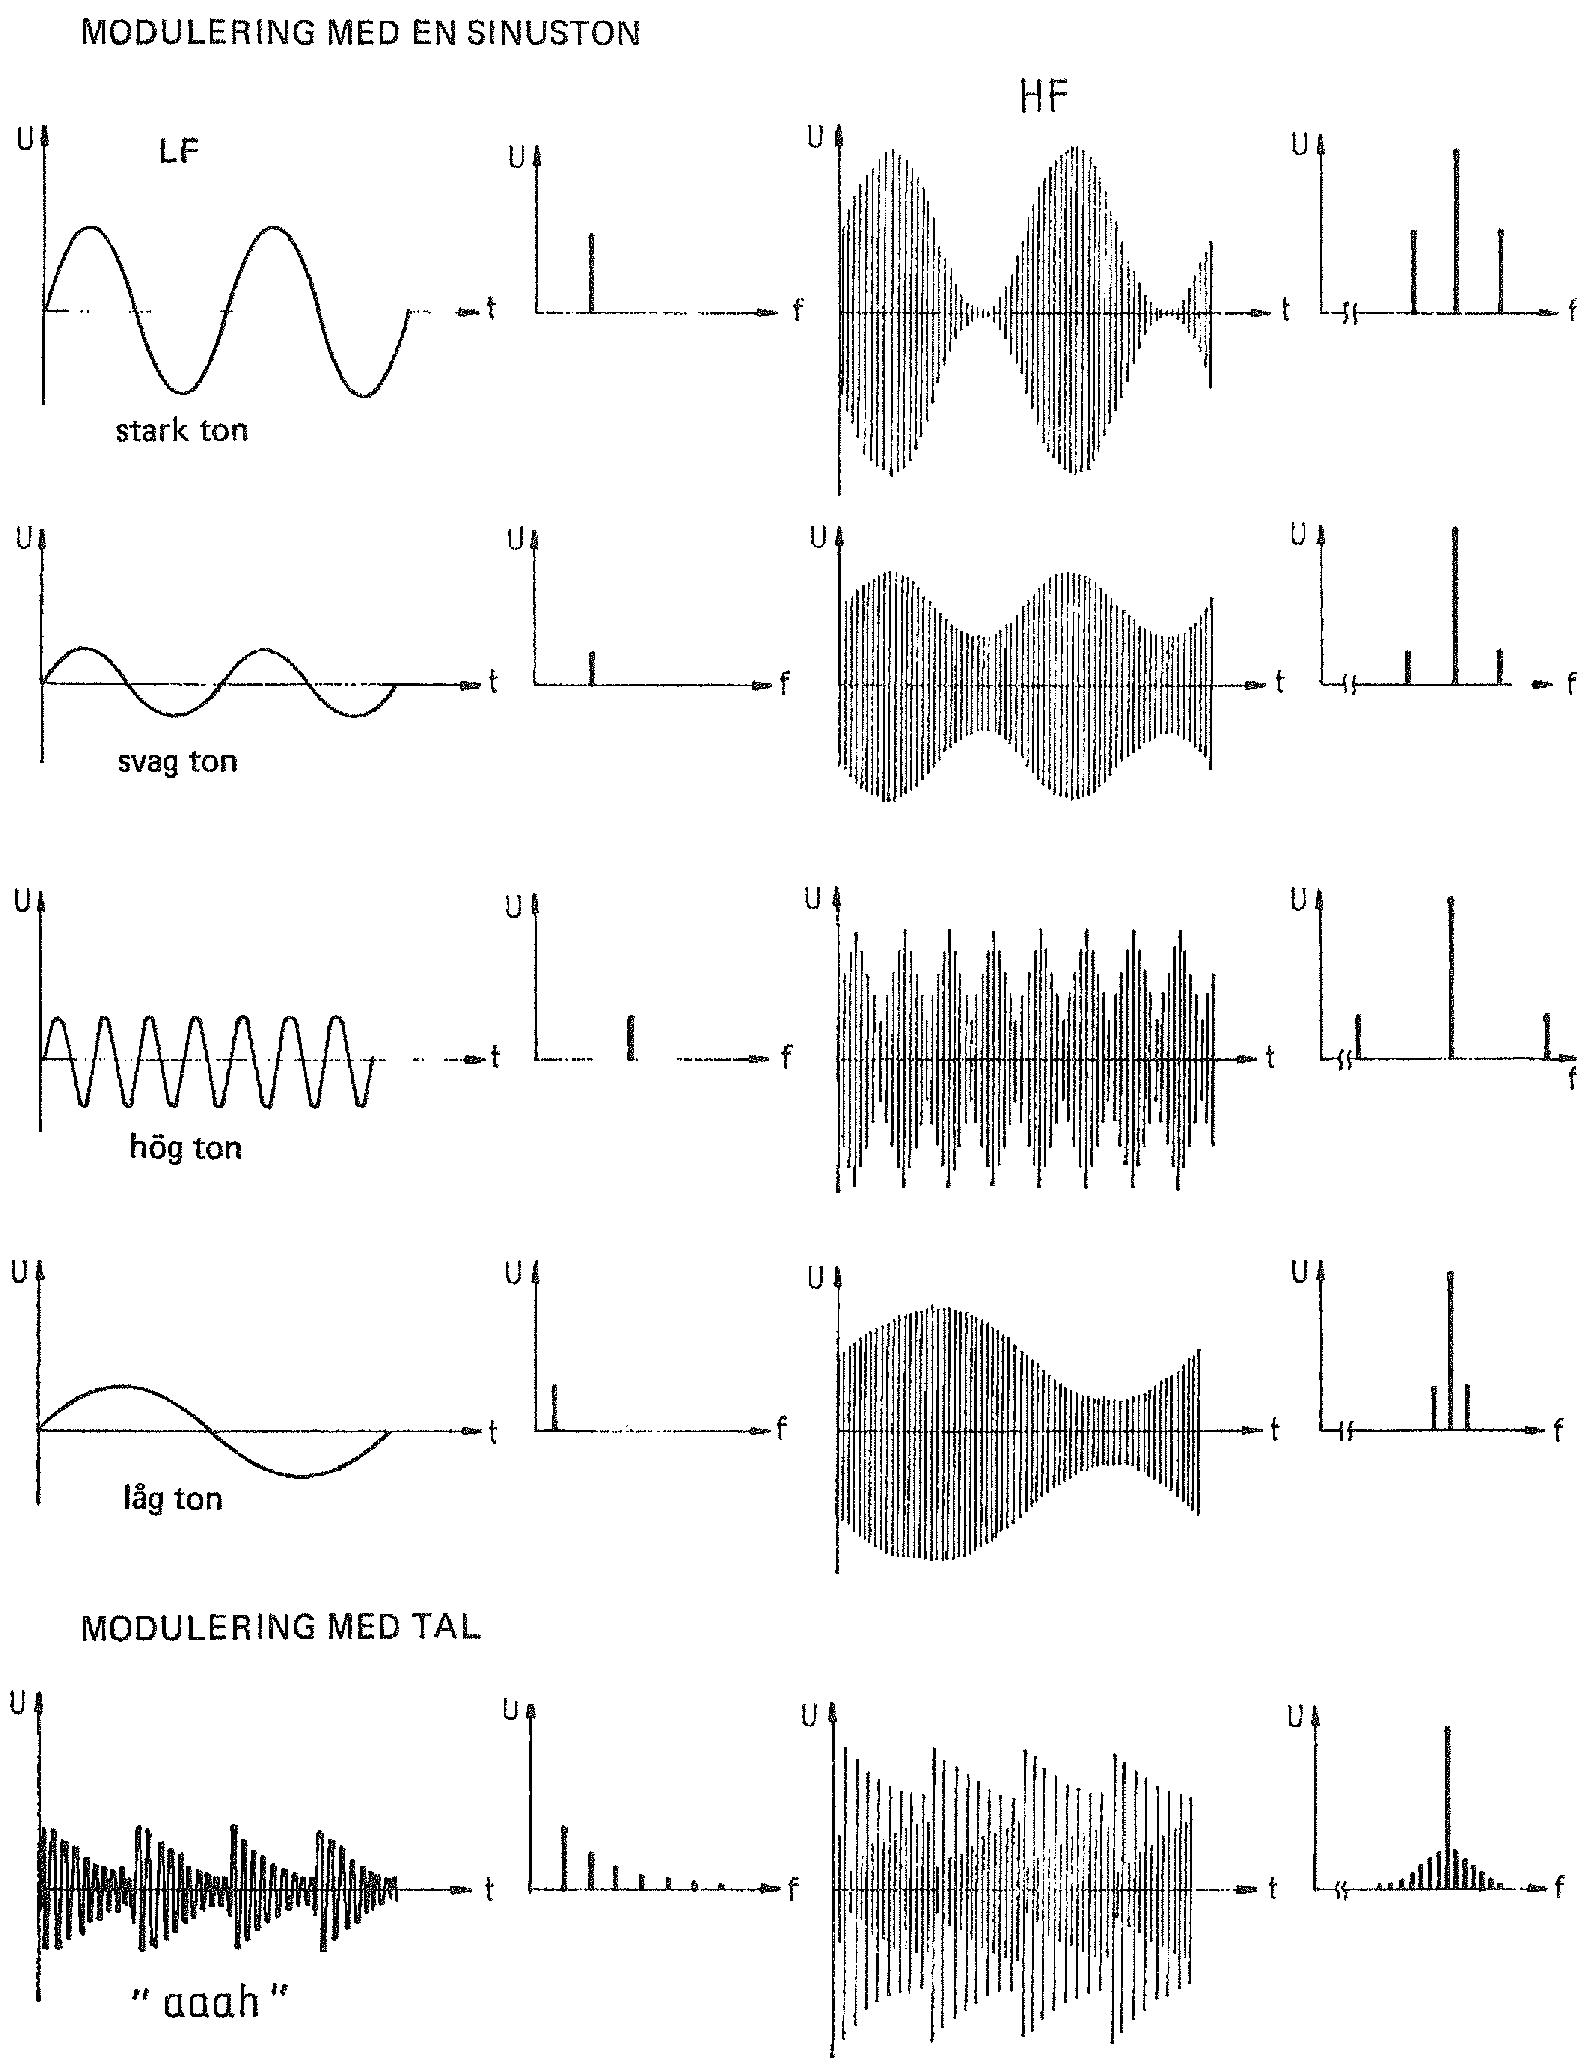 MODULERING MED EN SINUSTON
HF
U LF U U U
t f t f
stark ton
U U U U
t f t f
svag ton
U U U U
t f t f
hög ton
U U U U
t f t f
låg ton
MODULERING MED TAL
U U U U
t f t f
" aaah "